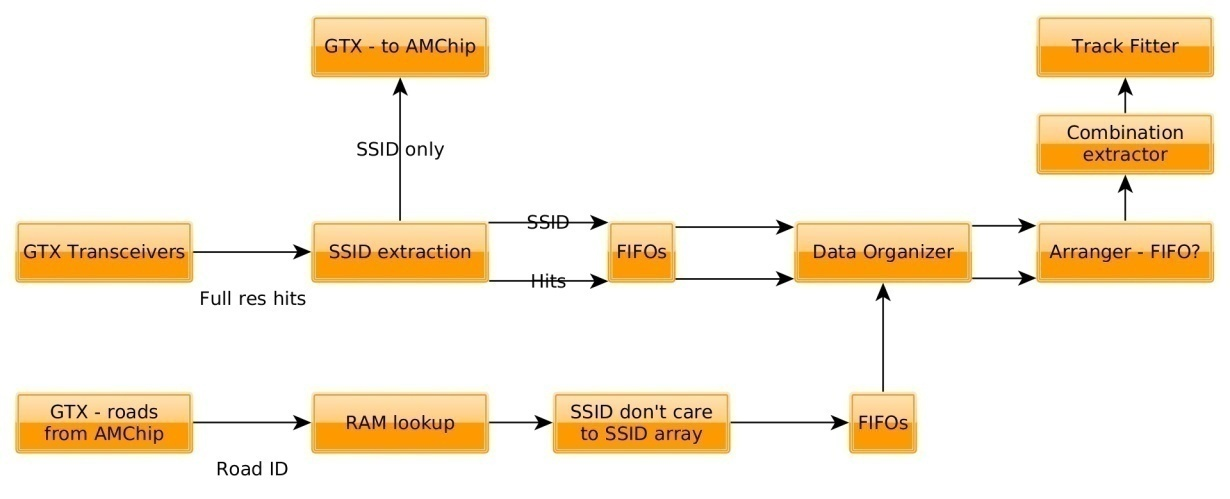 GTX - to AMChip
Track Fitter
Combination
extractor
SSID only
GTX Transceivers
SSID extraction
SSID
Hits
FIFOs
Data Organizer
Arranger - FIFO?
Full res hits
GTX - roads
from AMChip
RAM lookup
SSID don't care
to SSID array
FIFOs
Road ID